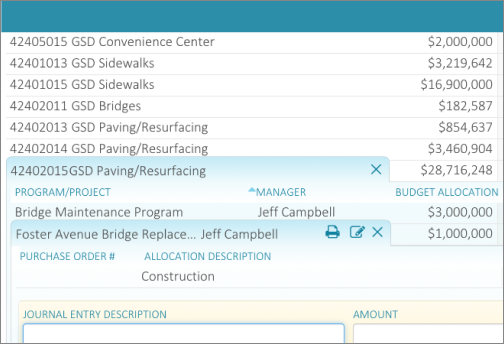 42405015 GSD Convenience Center $2,000,000
42401013 GSD Sidewalks $3,219,642
42401015 GSD Sidewalks $16,900,000
42402011 GSD Bridges $182,587
42402013 GSD Paving/Resurfacing $854,637
42402014 GSD Paving/Resurfacing $3,460,904
42402015GSD Paving/Resurfacing $28,716,248
PROGRAM/PROJECT MANAGER BUDGET ALLOCATION
Bridge Maintenance Program Jeff Campbell $3,000,000
Foster Avenue Bridge Replace... Jeff Campbell $1,000,000
PURCHASE ORDER # ALLOCATION DESCRIPTION
Construction
JOURNAL ENTRY DESCRIPTION AMOUNT